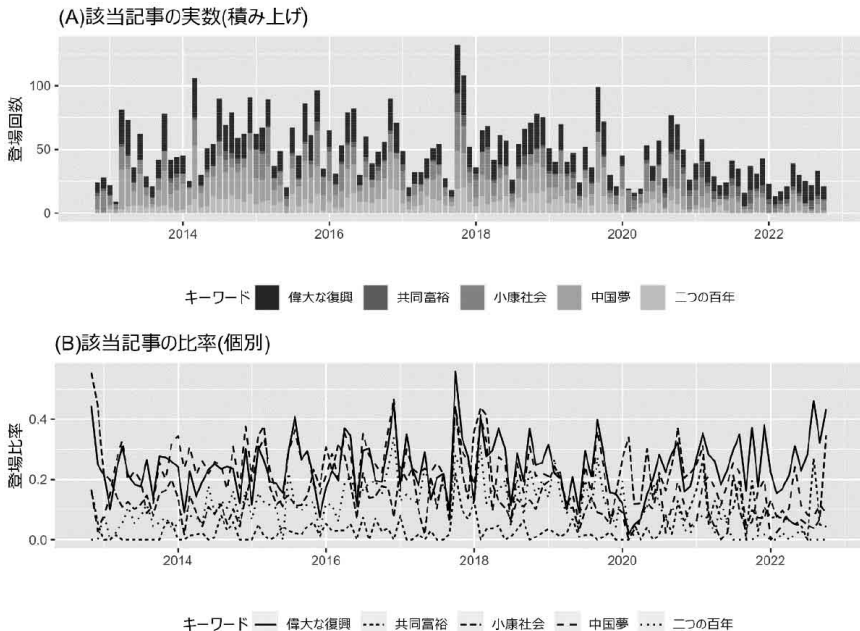 (A)該当記事の実数(積み上げ)
登場回数
100
50
0
2014 2016 2018 2020 2022
キーワード 偉大な復興 共同富裕 小康社会 中国夢 二つの百年
(B)該当記事の比率(個別)
登場比率
0.4
0.2
0.0
2014 2016 2018 2020 2022
キーワード 偉大な復興 共同富裕 小康社会 中国夢 二つの百年